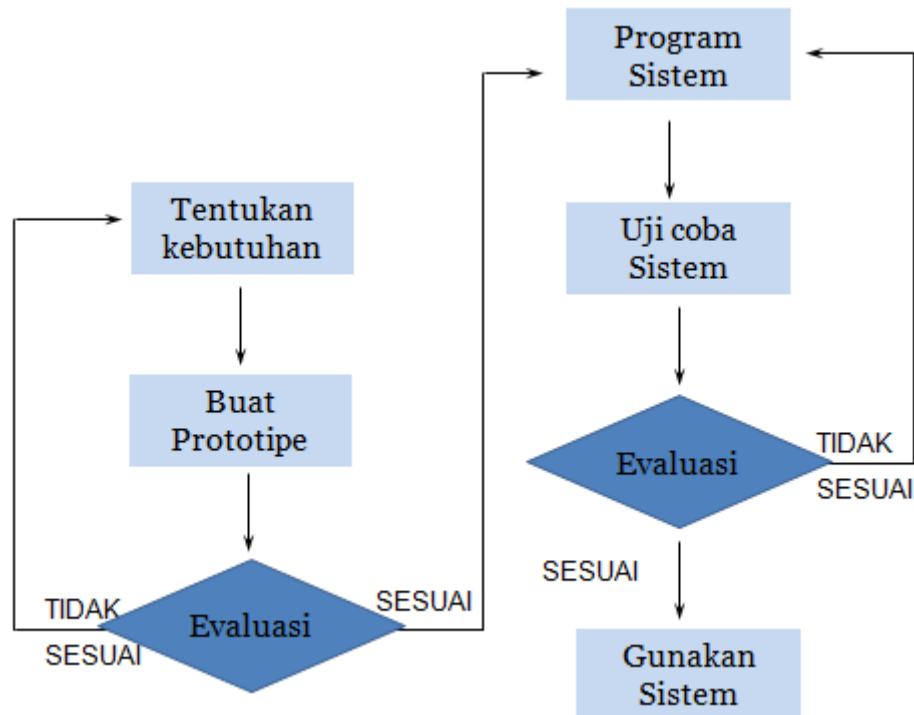 Tentukan
kebutuhan
Buat
Prototipe
Evaluasi
TIDAK
SESUAI
SESUAI
Program
Sistem
Uji coba
Sistem
Evaluasi
TIDAK
SESUAI
SESUAI
Gunakan
Sistem